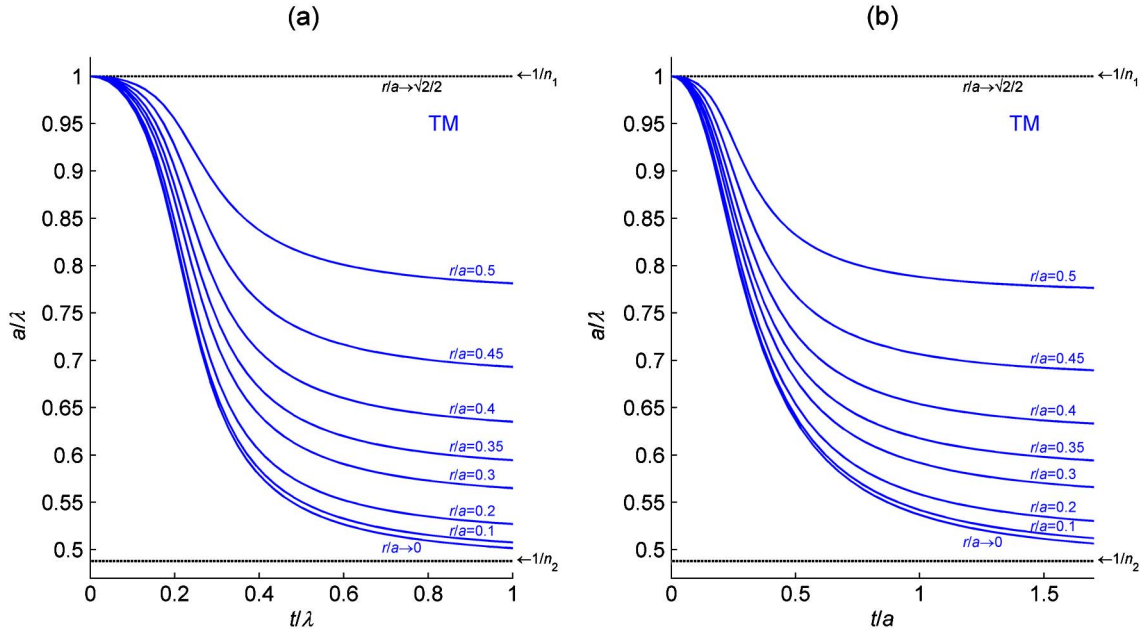 (a)
1
0.95
0.9
0.85
0.8
0.75
0.7
0.65
0.6
0.55
0.5
a/λ
0
0.2
0.4
0.6
0.8
1
t/λ
←1/n₁
r/a→√2/2
TM
r/a=0.5
r/a=0.45
r/a=0.4
r/a=0.35
r/a=0.3
r/a=0.2
r/a=0.1
r/a→0
←1/n₂
(b)
1
0.95
0.9
0.85
0.8
0.75
0.7
0.65
0.6
0.55
0.5
a/λ
0
0.5
1
1.5
t/a
←1/n₁
r/a→√2/2
TM
r/a=0.5
r/a=0.45
r/a=0.4
r/a=0.35
r/a=0.3
r/a=0.2
r/a=0.1
r/a→0
←1/n₂